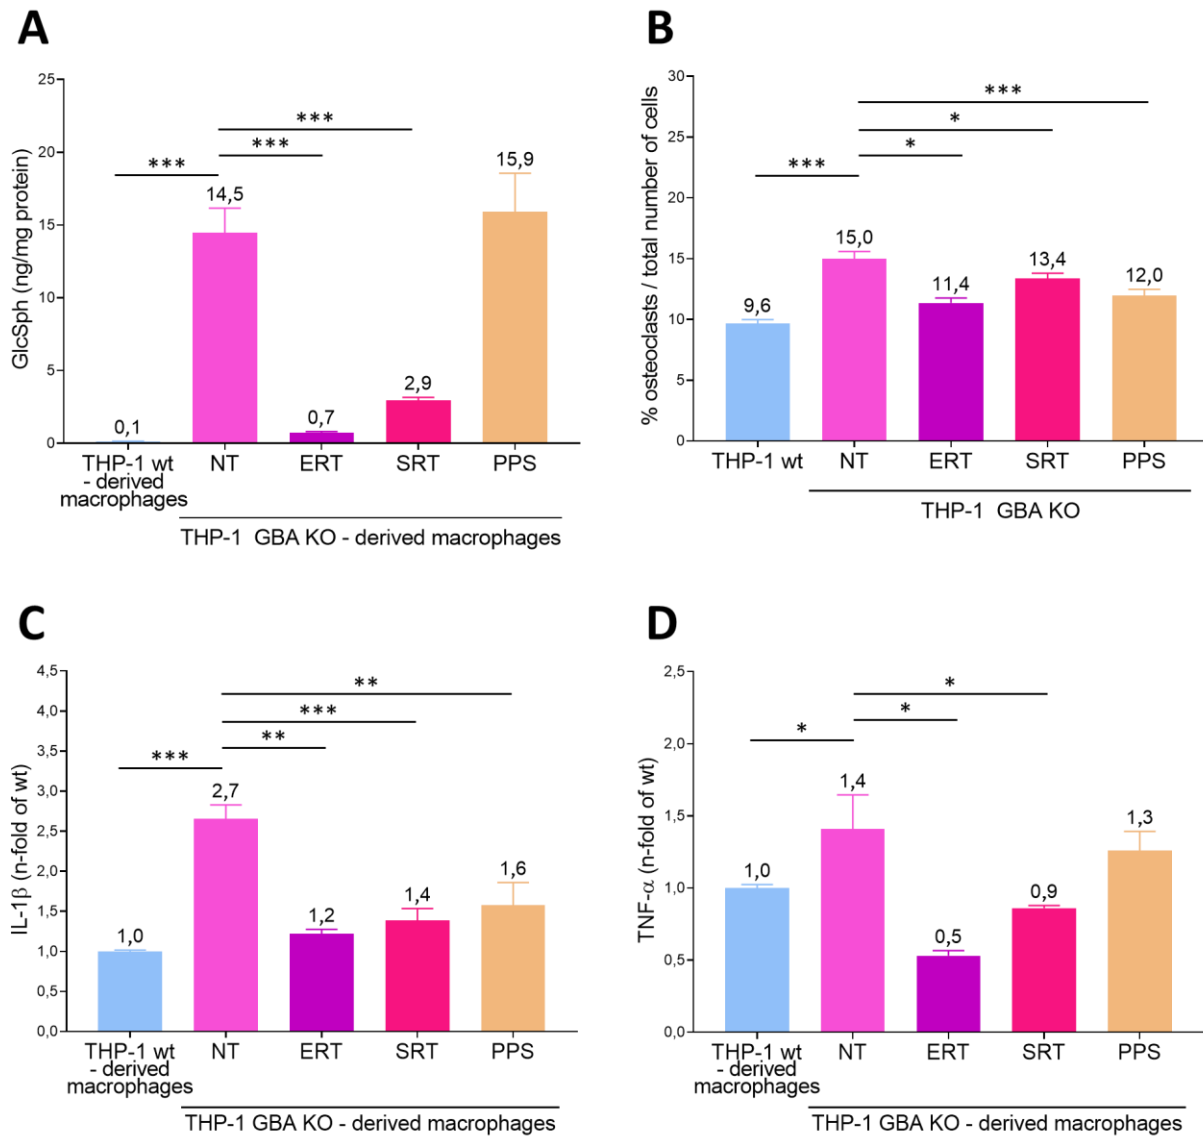 A
GlcSph (ng/mg protein)
25
20
15
10
5
0
***
***
***
0,1
14,5
0,7
2,9
15,9
THP-1 wt
- derived
macrophages
NT
ERT
SRT
PPS
THP-1 GBA KO - derived macrophages
B
% osteoclasts / total number of cells
30
25
20
15
10
5
0
***
*
*
***
9,6
15,0
11,4
13,4
12,0
THP-1 wt
NT
ERT
SRT
PPS
THP-1 GBA KO
C
IL-1β (n-fold of wt)
4,5
4,0
3,5
3,0
2,5
2,0
1,5
1,0
0,5
0,0
**
***
**
***
1,0
2,7
1,2
1,4
1,6
THP-1 wt
- derived
macrophages
NT
ERT
SRT
PPS
THP-1 GBA KO - derived macrophages
D
TNF-α (n-fold of wt)
2,5
2,0
1,5
1,0
0,5
0,0
*
*
*
1,0
1,4
0,5
0,9
1,3
THP-1 wt
- derived
macrophages
NT
ERT
SRT
PPS
THP-1 GBA KO - derived macrophages